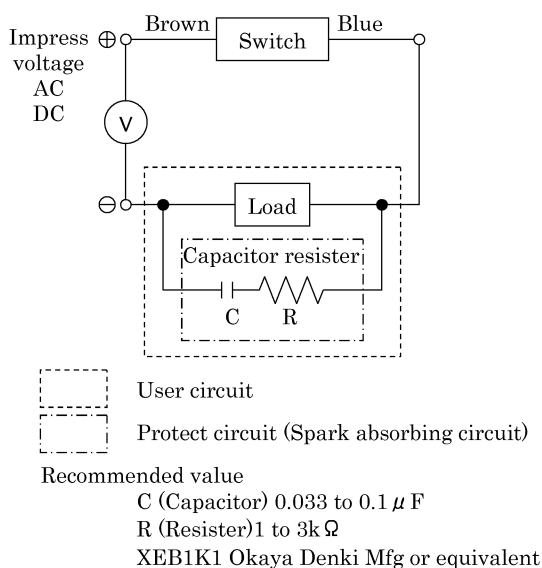 Impress voltage AC DC
⊕
Brown
Switch
Blue
V
⊖
Load
Capacitor resister
C
R
User circuit
Protect circuit (Spark absorbing circuit)
Recommended value
C (Capacitor) 0.033 to 0.1 μ F
R (Resister)1 to 3k Ω
XEB1K1 Okaya Denki Mfg or equivalent